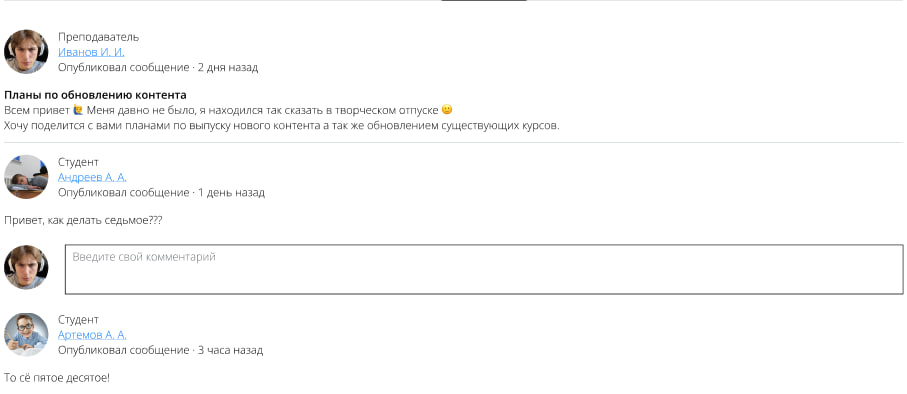 Преподаватель
Иванов И. И.
Опубликовал сообщение · 2 дня назад
Планы по обновлению контента
Всем привет 🙋 Меня давно не было, я находился так сказать в творческом отпуске 🙂
Хочу поделится с вами планами по выпуску нового контента а так же обновлением существующих курсов.
Студент
Андреев А. А.
Опубликовал сообщение · 1 день назад
Привет, как делать седьмое???
Введите свой комментарий
Студент
Артемов А. А.
Опубликовал сообщение · 3 часа назад
То сё пятое десятое!